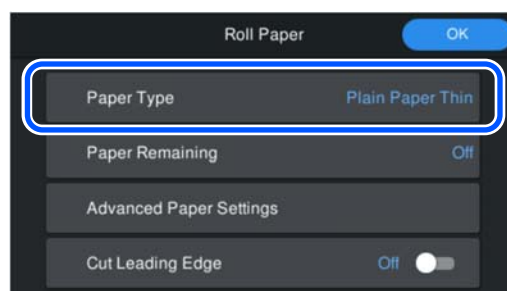 Roll Paper OK
Paper Type Plain Paper Thin
Paper Remaining Off
Advanced Paper Settings
Cut Leading Edge Off